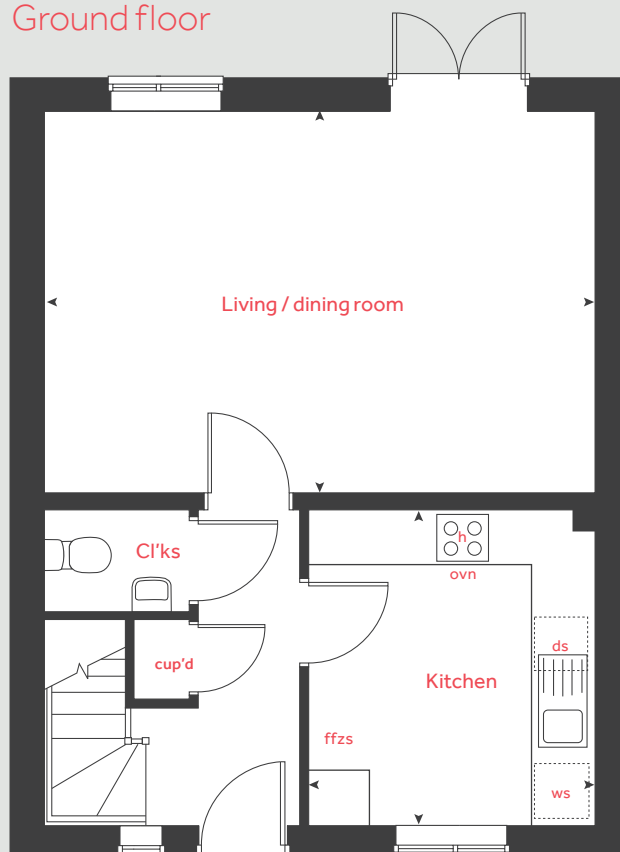 Ground floor
Living / dining room
Cl'ks
h
ovn
cup'd
ds
Kitchen
ffzs
ws